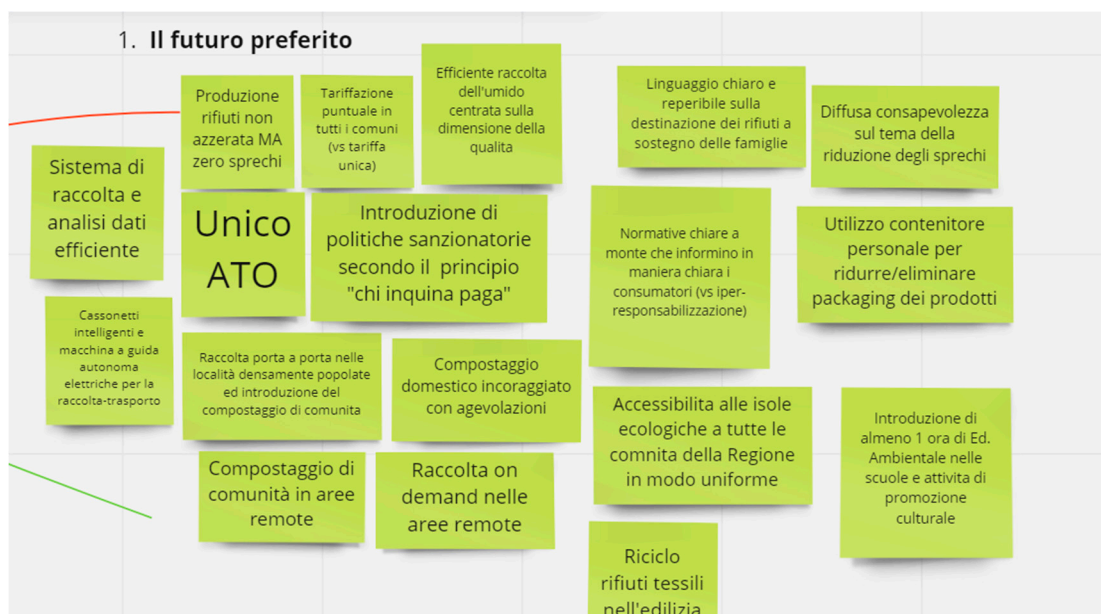 1. Il futuro preferito
Produzione
rifiuti non
azzerata MA
zero sprechi
Tariffazione
puntuale in
tutti i comuni
(vs tariffa
unica)
Efficiente raccolta
dell'umido
centrata sulla
dimensione della
qualita
Linguaggio chiaro e
reperibile sulla
destinazione dei rifiuti a
sostegno delle famiglie
Diffusa consapevolezza
sul tema della
riduzione degli sprechi
Sistema di
raccolta e
analisi dati
efficiente
Unico
ATO
Introduzione di
politiche sanzionatorie
secondo il principio
"chi inquina paga"
Normative chiare a
monte che informino in
maniera chiara i
consumatori (vs iper-
responsabilizzazione)
Utilizzo contenitore
personale per
ridurre/eliminare
packaging dei prodotti
Cassonetti
intelligenti e
macchina a guida
autonoma
elettriche per la
raccolta-trasporto
Raccolta porta a porta nelle
località densamente popolate
ed introduzione del
compostaggio di comunita
Compostaggio
domestico incoraggiato
con agevolazioni
Accessibilita alle isole
ecologiche a tutte le
comnita della Regione
in modo uniforme
Introduzione di
almeno 1 ora di Ed.
Ambientale nelle
scuole e attivita di
promozione
culturale
Compostaggio di
comunità in aree
remote
Raccolta on
demand nelle
aree remote
Riciclo
rifiuti tessili
nell'edilizia